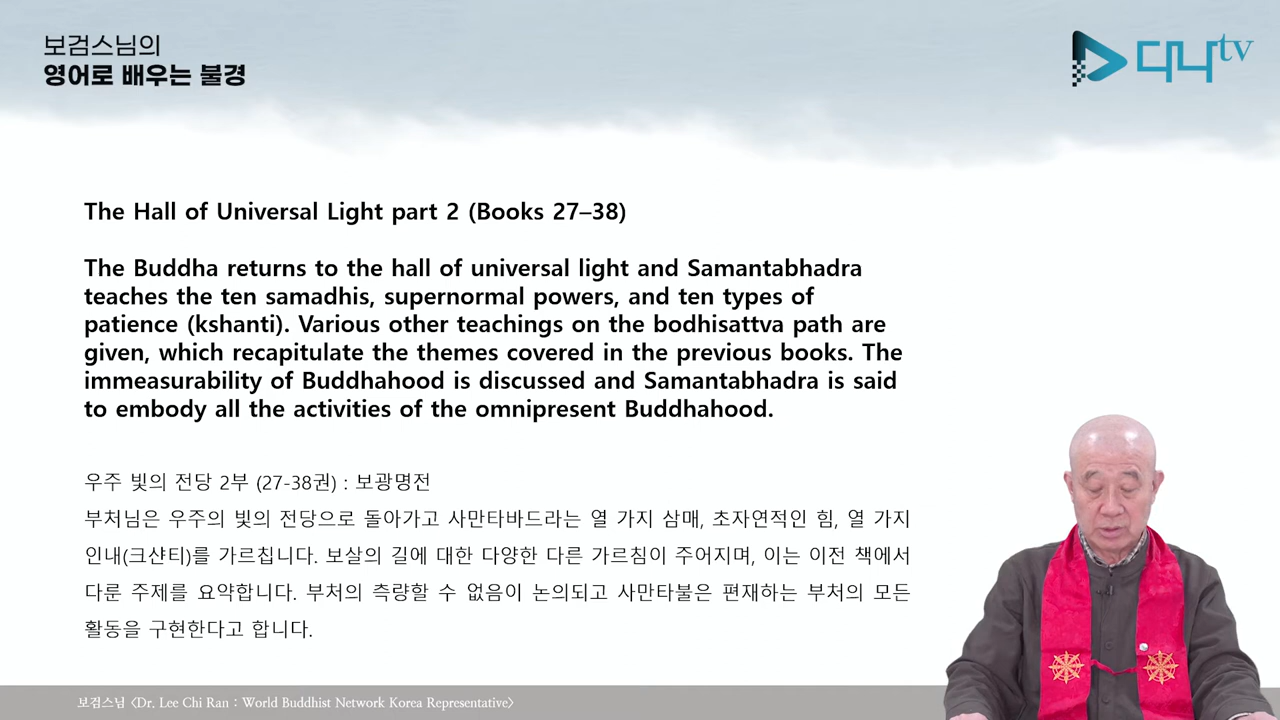 보검스님의
영어로 배우는 불경
다나tv
The Hall of Universal Light part 2 (Books 27–38)
The Buddha returns to the hall of universal light and Samantabhadra
teaches the ten samadhis, supernormal powers, and ten types of
patience (kshanti). Various other teachings on the bodhisattva path are
given, which recapitulate the themes covered in the previous books. The
immeasurability of Buddhahood is discussed and Samantabhadra is said
to embody all the activities of the omnipresent Buddhahood.
우주 빛의 전당 2부 (27-38권) : 보광명전
부처님은 우주의 빛의 전당으로 돌아가고 사만타바드라는 열 가지 삼매, 초자연적인 힘, 열 가지
인내(크샨티)를 가르칩니다. 보살의 길에 대한 다양한 다른 가르침이 주어지며, 이는 이전 책에서
다룬 주제를 요약합니다. 부처의 측량할 수 없음이 논의되고 사만타불은 편재하는 부처의 모든
활동을 구현한다고 합니다.
보검스님 <Dr. Lee Chi Ran : World Buddhist Network Korea Representative>